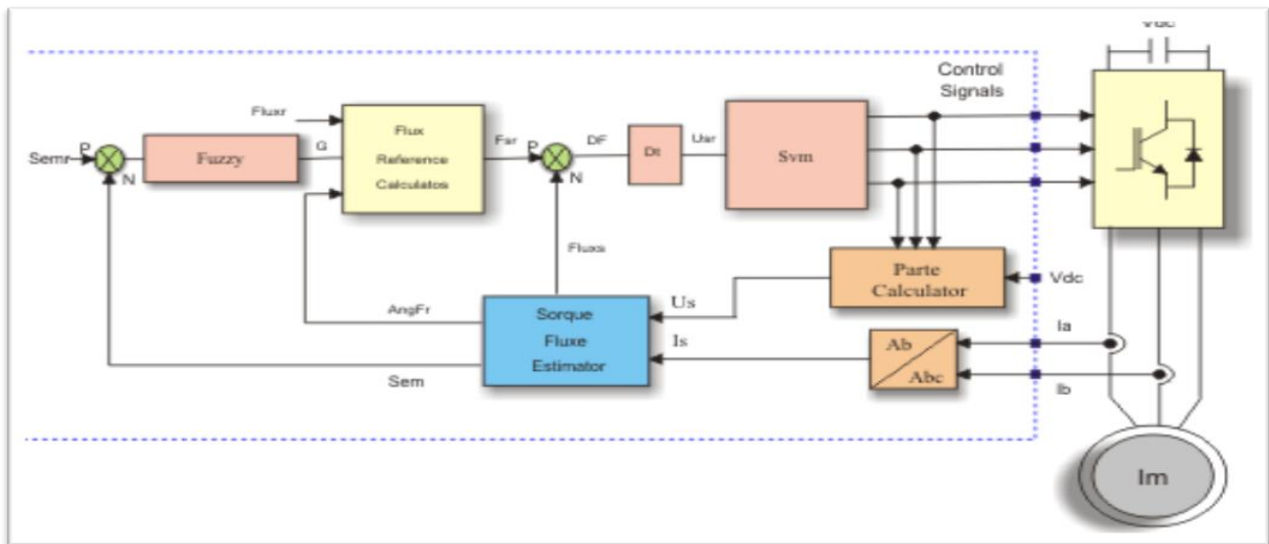 Vdc
Control
Signals
Fluxr
Semr
P
N
Fuzzy
G
Flux
Reference
Calculatos
Fsr
P
N
DF
Dt
Usr
Svm
Fluxs
Parte
Calculator
Vdc
AngFr
Sorque
Fluxe
Estimator
Us
Is
Ab
Abc
Ia
Ib
Sem
Im